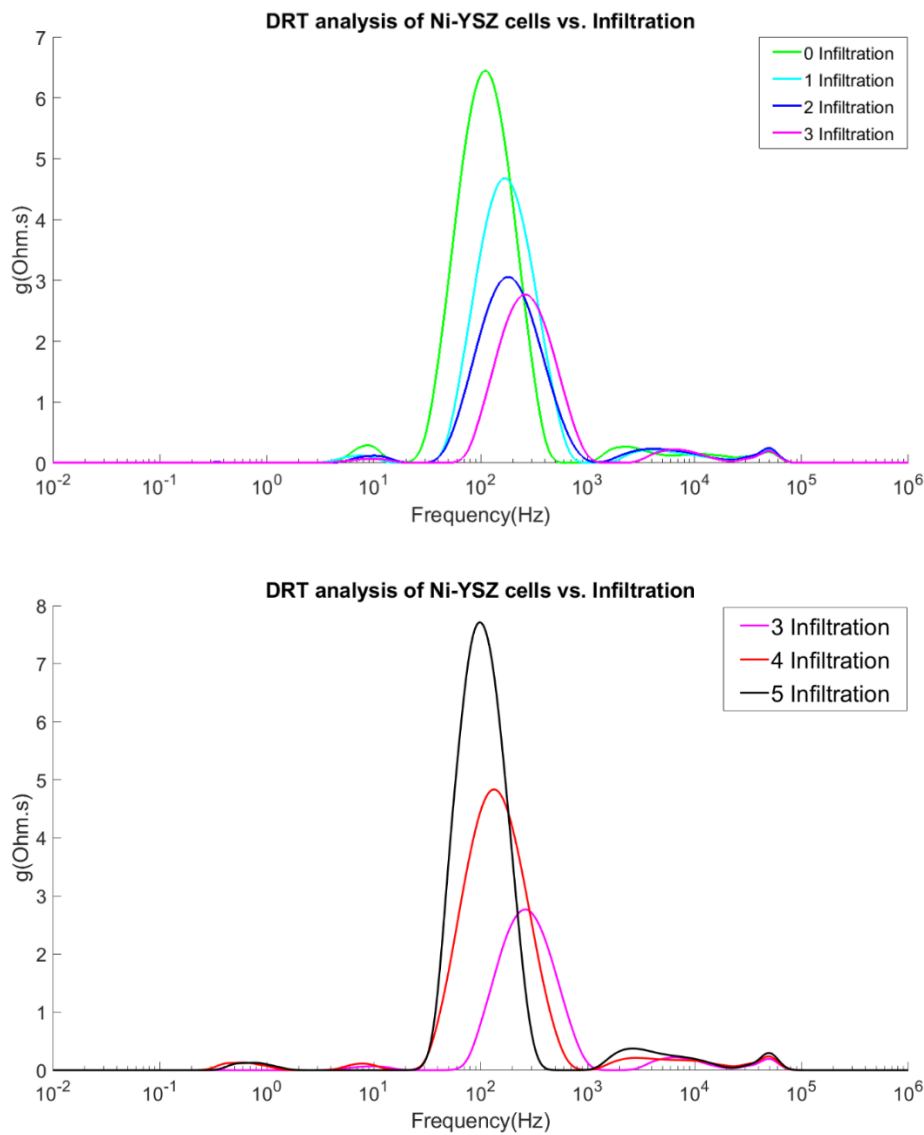 DRT analysis of Ni-YSZ cells vs. Infiltration
7
6
5
4
3
2
1
0
g(Ohm.s)
0 Infiltration
1 Infiltration
2 Infiltration
3 Infiltration
10-2 10-1 100 101 102 103 104 105 106
Frequency(Hz)
DRT analysis of Ni-YSZ cells vs. Infiltration
8
7
6
5
4
3
2
1
0
g(Ohm.s)
3 Infiltration
4 Infiltration
5 Infiltration
10-2 10-1 100 101 102 103 104 105 106
Frequency(Hz)